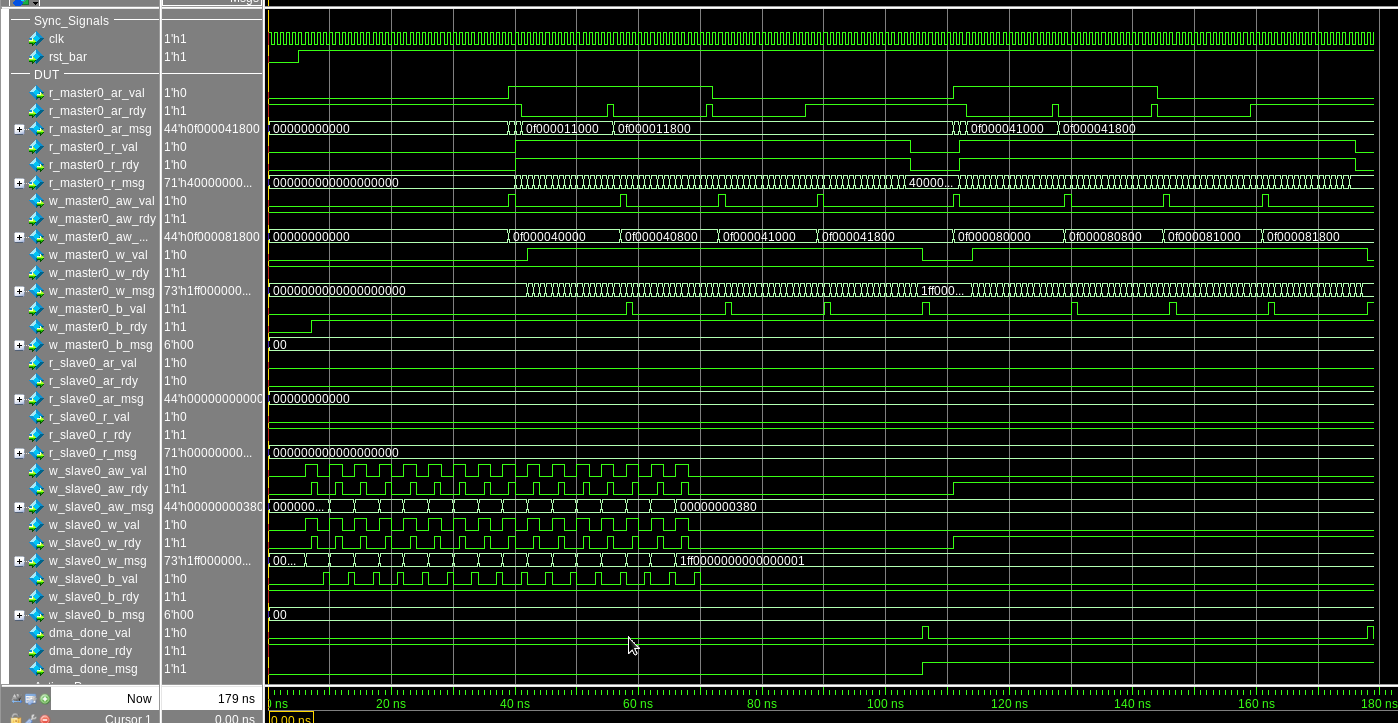 Msgs
Sync_Signals
clk 1'h1
rst_bar 1'h1
DUT
r_master0_ar_val 1'h0
r_master0_ar_rdy 1'h1
r_master0_ar_msg 44'h0f000041800 00000000000 0f000011000 0f000011800 0f000041000 0f000041800
r_master0_r_val 1'h0
r_master0_r_rdy 1'h0
r_master0_r_msg 71'h40000000... 000000000000000000 40000...
w_master0_aw_val 1'h0
w_master0_aw_rdy 1'h1
w_master0_aw_... 44'h0f000081800 00000000000 0f000040000 0f000040800 0f000041000 0f000041800 0f000080000 0f000080800 0f000081000 0f000081800
w_master0_w_val 1'h0
w_master0_w_rdy 1'h1
w_master0_w_msg 73'h1ff000000... 0000000000000000000 1ff000...
w_master0_b_val 1'h1
w_master0_b_rdy 1'h1
w_master0_b_msg 6'h00 00
r_slave0_ar_val 1'h0
r_slave0_ar_rdy 1'h0
r_slave0_ar_msg 44'h00000000000 00000000000
r_slave0_r_val 1'h0
r_slave0_r_rdy 1'h1
r_slave0_r_msg 71'h00000000... 000000000000000000
w_slave0_aw_val 1'h0
w_slave0_aw_rdy 1'h1
w_slave0_aw_msg 44'h00000000380 000000... 00000000380
w_slave0_w_val 1'h0
w_slave0_w_rdy 1'h1
w_slave0_w_msg 73'h1ff000000... 00... 1ff0000000000000001
w_slave0_b_val 1'h0
w_slave0_b_rdy 1'h1
w_slave0_b_msg 6'h00 00
dma_done_val 1'h0
dma_done_rdy 1'h1
dma_done_msg 1'h1
Now 179 ns ns 20 ns 40 ns 60 ns 80 ns 100 ns 120 ns 140 ns 160 ns 180 ns
Cursor 1 0.00 ns 0.00 ns